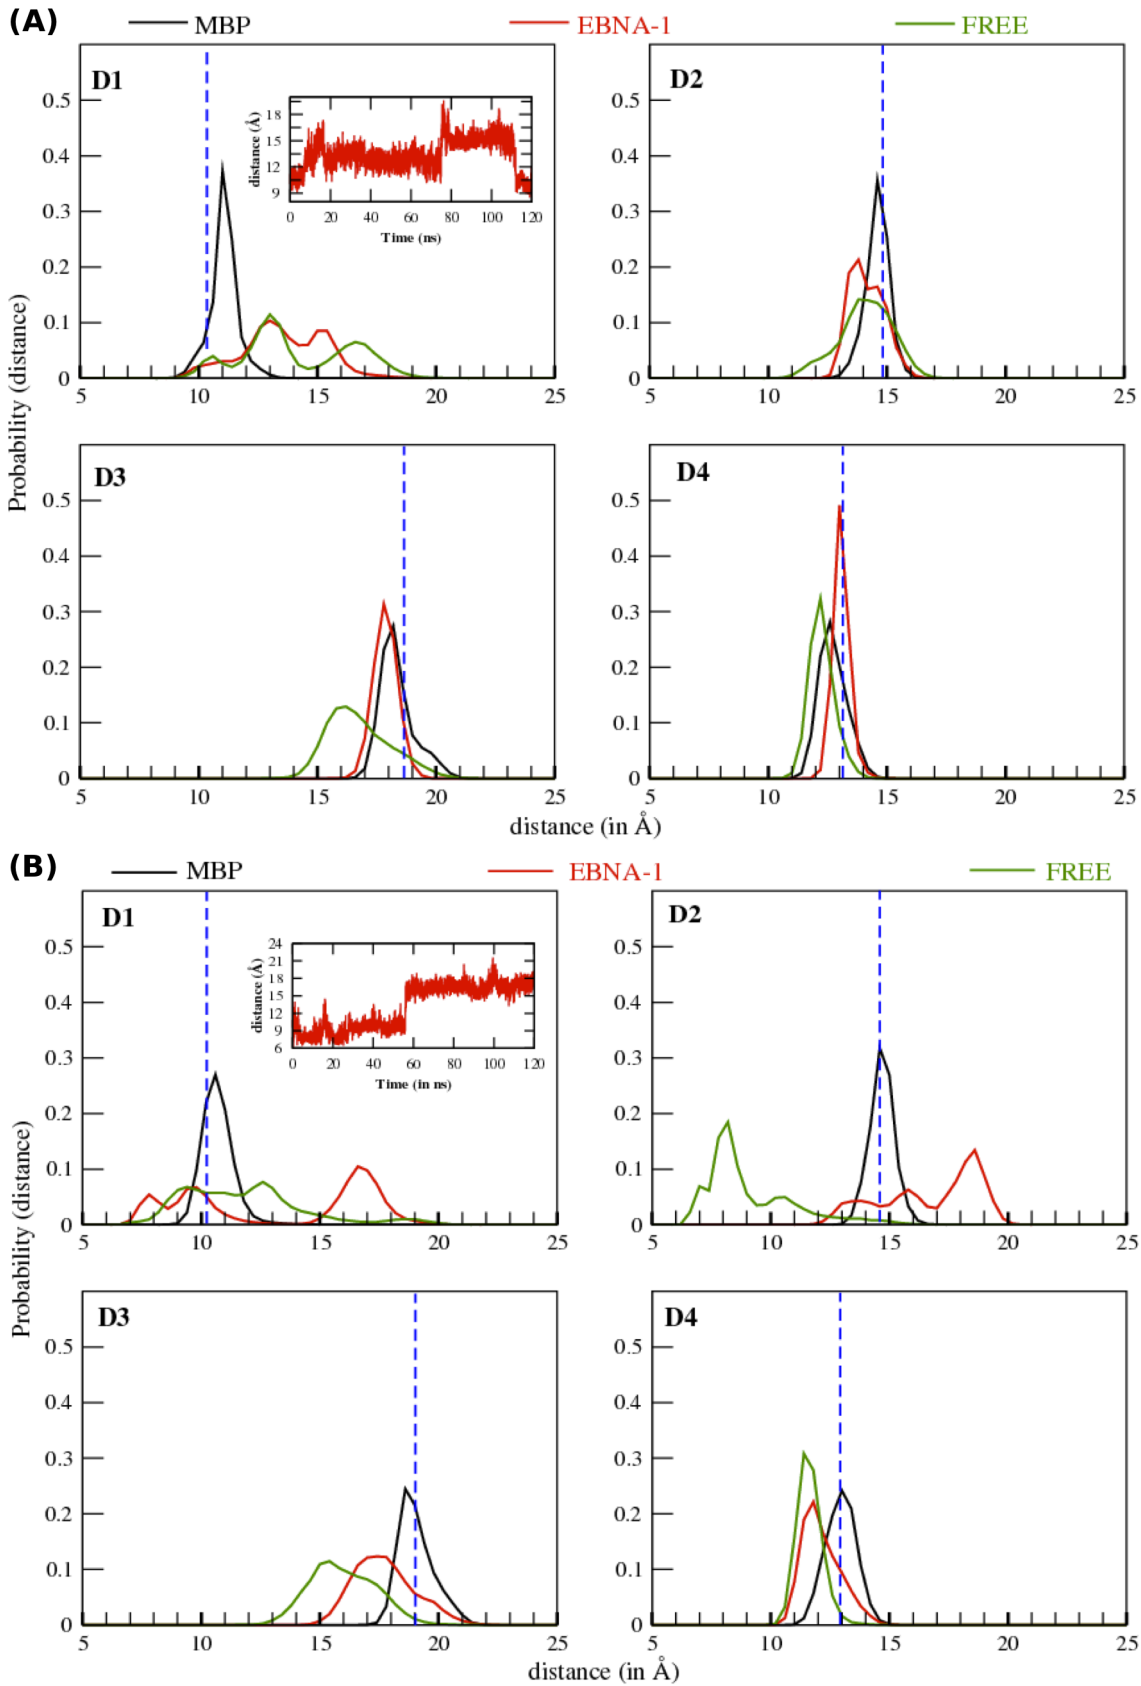 (A)
MBP EBNA-1 FREE
D1
0.5
0.4
0.3
0.2
0.1
0
5 10 15 20 25
distance (Å)
18
15
12
9
0 20 40 60 80 100 120
Time (ns)
D2
0.5
0.4
0.3
0.2
0.1
0
5 10 15 20 25
Probability (distance)
D3
0.5
0.4
0.3
0.2
0.1
0
5 10 15 20 25
D4
0.5
0.4
0.3
0.2
0.1
0
5 10 15 20 25
distance (in Å)
(B)
MBP EBNA-1 FREE
D1
0.5
0.4
0.3
0.2
0.1
0
5 10 15 20 25
distance (Å)
24
21
18
15
12
9
6
0 20 40 60 80 100 120
Time (in ns)
D2
0.5
0.4
0.3
0.2
0.1
0
5 10 15 20 25
Probability (distance)
D3
0.5
0.4
0.3
0.2
0.1
0
5 10 15 20 25
D4
0.5
0.4
0.3
0.2
0.1
0
5 10 15 20 25
distance (in Å)